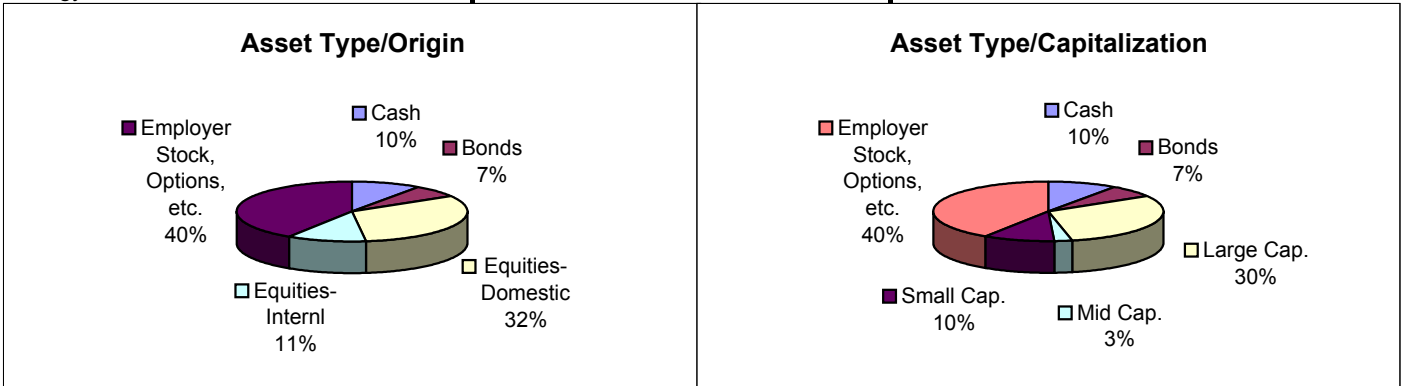 Asset Type/Origin
Cash
10%
Bonds
7%
Equities-
Domestic
32%
Equities-
Internl
11%
Employer
Stock,
Options,
etc.
40%
Asset Type/Capitalization
Cash
10%
Bonds
7%
Large Cap.
30%
Mid Cap.
3%
Small Cap.
10%
Employer
Stock,
Options,
etc.
40%